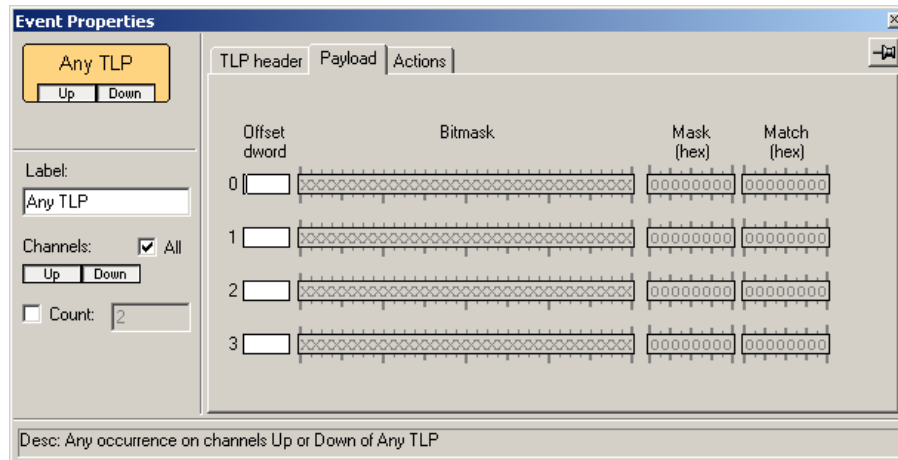 Event Properties
Any TLP
Up Down
TLP header Payload Actions
Offset dword Bitmask Mask (hex) Match (hex)
Label:
Any TLP
Channels: All
Up Down
Count: 2
0 XXXXXXXXXXXXXXXXXXXXXXXXXXXXXXXX 00000000 00000000
1 XXXXXXXXXXXXXXXXXXXXXXXXXXXXXXXX 00000000 00000000
2 XXXXXXXXXXXXXXXXXXXXXXXXXXXXXXXX 00000000 00000000
3 XXXXXXXXXXXXXXXXXXXXXXXXXXXXXXXX 00000000 00000000
Desc: Any occurrence on channels Up or Down of Any TLP